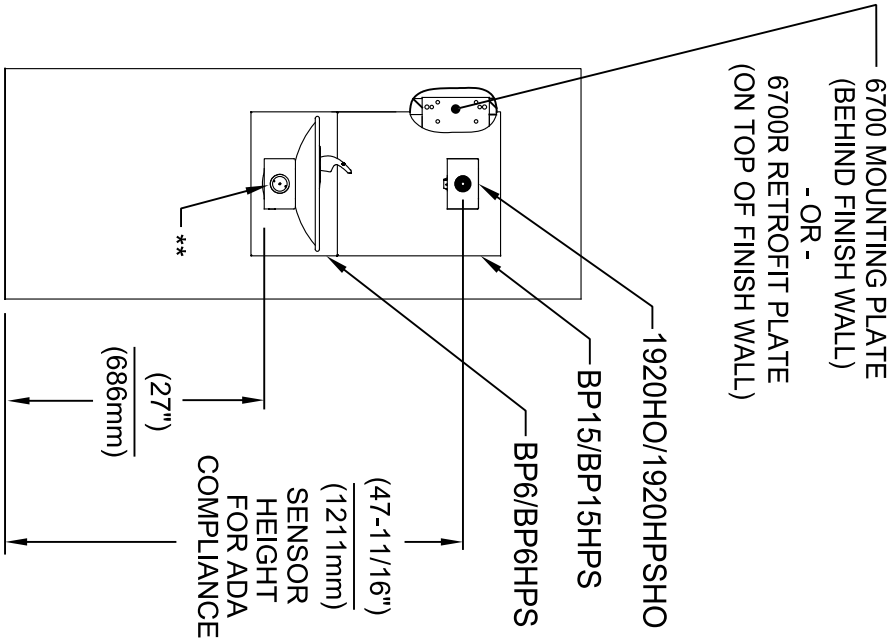 6700 MOUNTING PLATE
(BEHIND FINISH WALL)
- OR -
6700R RETROFIT PLATE
(ON TOP OF FINISH WALL)
1920HO/1920HPSHO
BP15/BP15HPS
BP6/BP6HPS
**
(27")
(686mm)
(47-11/16")
(1211mm)
SENSOR
HEIGHT
FOR ADA
COMPLIANCE